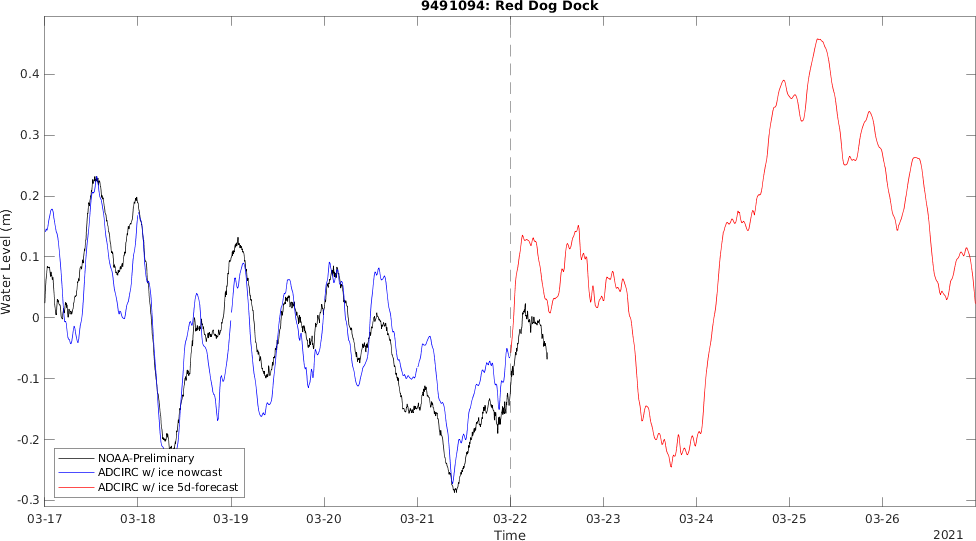 9491094: Red Dog Dock
Water Level (m)
0.4
0.3
0.2
0.1
0
-0.1
-0.2
-0.3
NOAA-Preliminary
ADCIRC w/ ice nowcast
ADCIRC w/ ice 5d-forecast
03-17 03-18 03-19 03-20 03-21 03-22 03-23 03-24 03-25 03-26
Time
2021